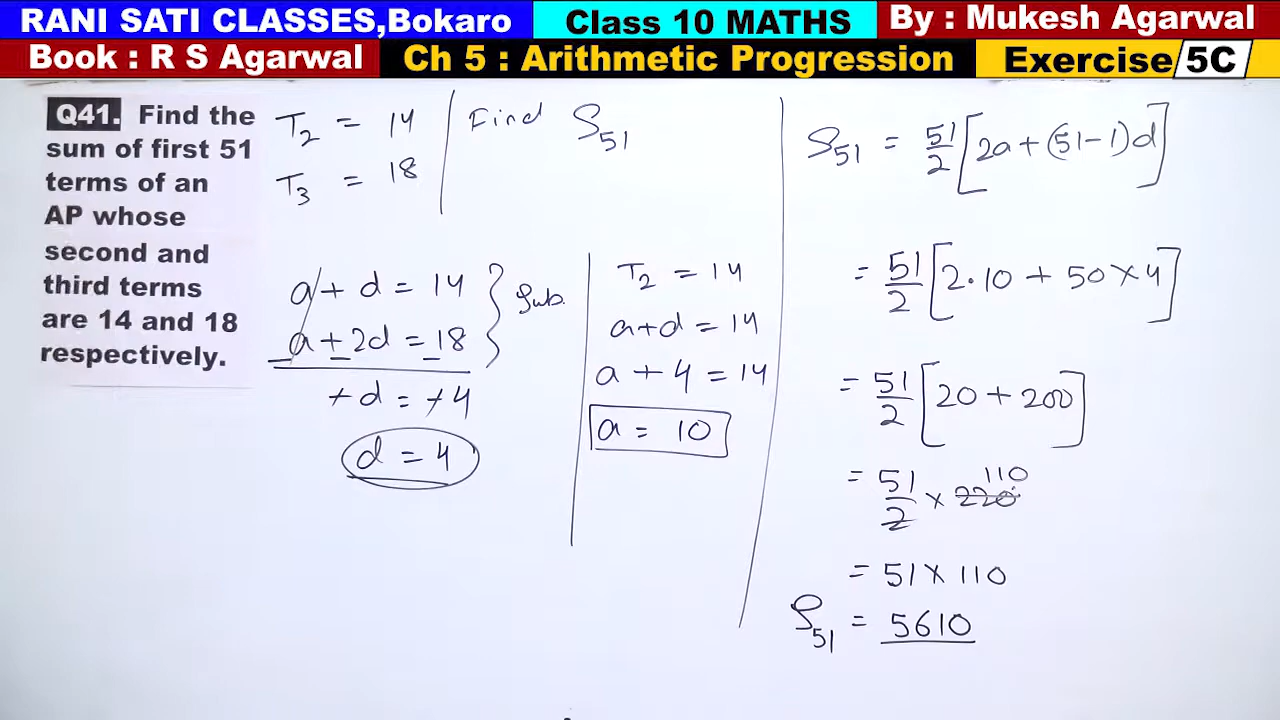 RANI SATI CLASSES,Bokaro
Class 10 MATHS
By : Mukesh Agarwal
Book : R S Agarwal
Ch 5 : Arithmetic Progression
Exercise 5C
Q41. Find the
sum of first 51
terms of an
AP whose
second and
third terms
are 14 and 18
respectively.
T₂ = 14
T₃ = 18
Find S₅₁
a + d = 14
a + 2d = 18
Sub.
+d = +4
d = 4
T₂ = 14
a+d = 14
a + 4 = 14
a = 10
S₅₁ = 51/2 [2a + (51-1)d]
= 51/2 [2·10 + 50×4]
= 51/2 [20 + 200]
= 51/2 × 220 110
= 51 × 110
S₅₁ = 5610